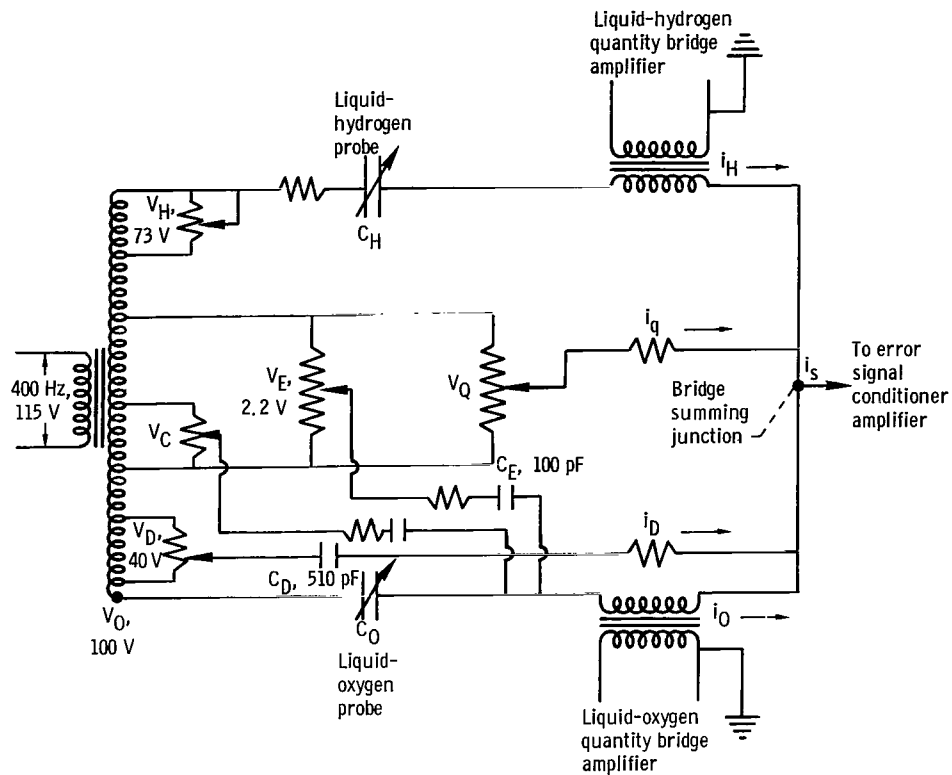 Liquid-hydrogen
quantity bridge
amplifier
Liquid-
hydrogen
probe
i_H
V_H,
73 V
C_H
i_q
To error
signal
conditioner
amplifier
i_s
V_E,
2.2 V
V_Q
400 Hz,
115 V
Bridge
summing
junction
V_C
C_E, 100 pF
V_D,
40 V
i_D
C_D, 510 pF
V_O,
100 V
C_O
i_O
Liquid-
oxygen
probe
Liquid-oxygen
quantity bridge
amplifier